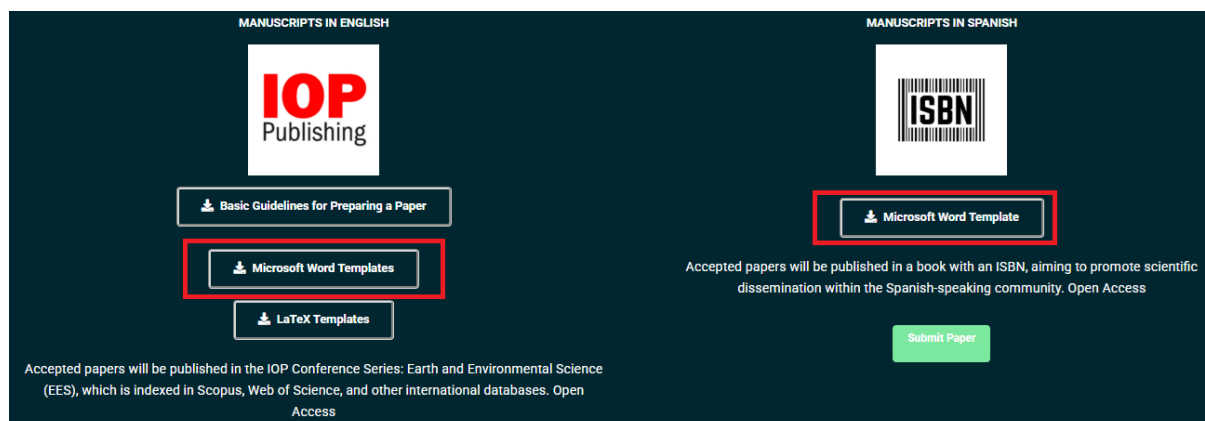 MANUSCRIPTS IN ENGLISH
IOP
Publishing
Basic Guidelines for Preparing a Paper
Microsoft Word Templates
LaTeX Templates
Accepted papers will be published in the IOP Conference Series: Earth and Environmental Science
(EES), which is indexed in Scopus, Web of Science, and other international databases. Open
Access
MANUSCRIPTS IN SPANISH
ISBN
Microsoft Word Template
Accepted papers will be published in a book with an ISBN, aiming to promote scientific
dissemination within the Spanish-speaking community. Open Access
Submit Paper